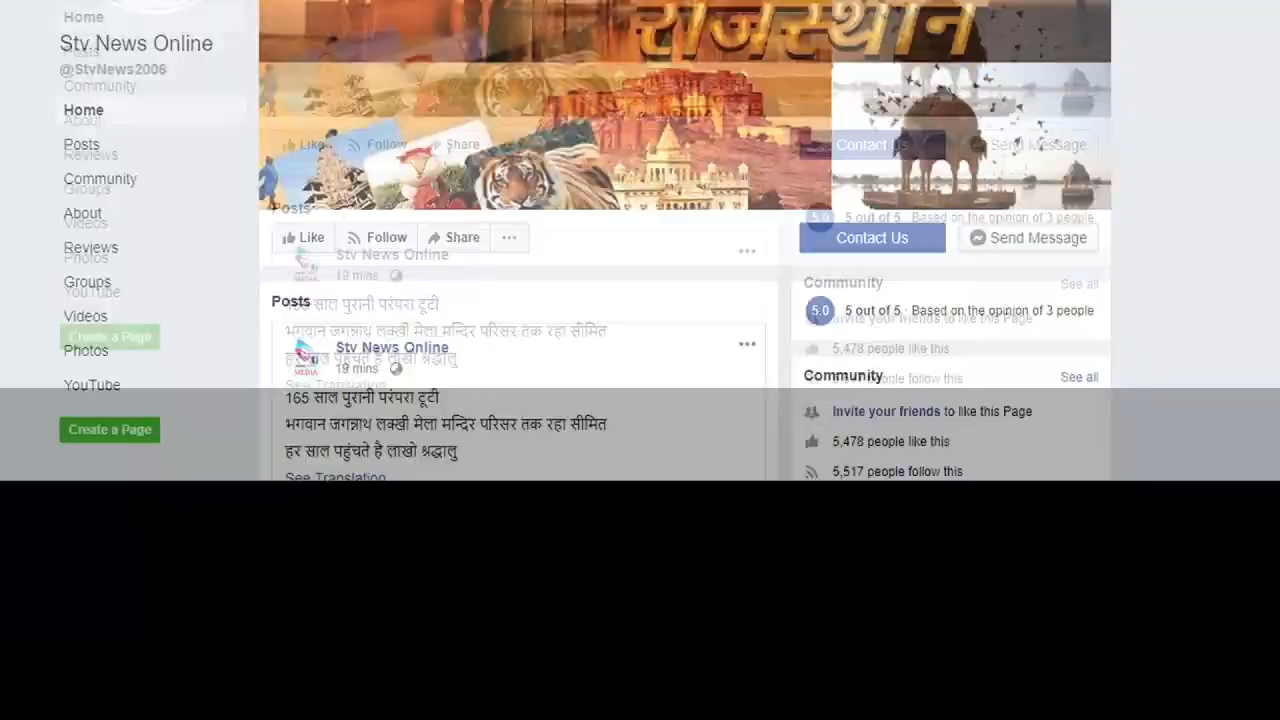 राजस्थान
Home
Stv News Online
@StvNews2006
Home
Posts
Community
About
Reviews
Groups
Videos
Photos
YouTube
Create a Page
Like
Follow
Share
Contact Us
Send Message
5.0 5 out of 5 · Based on the opinion of 3 people
Posts
Stv News Online
19 mins
165 साल पुरानी परंपरा टूटी
भगवान जगन्नाथ लक्खी मेला मन्दिर परिसर तक रहा सीमित
हर साल पहुंचते है लाखो श्रद्धालु
See Translation
Community
See all
Invite your friends to like this Page
5,478 people like this
5,517 people follow this